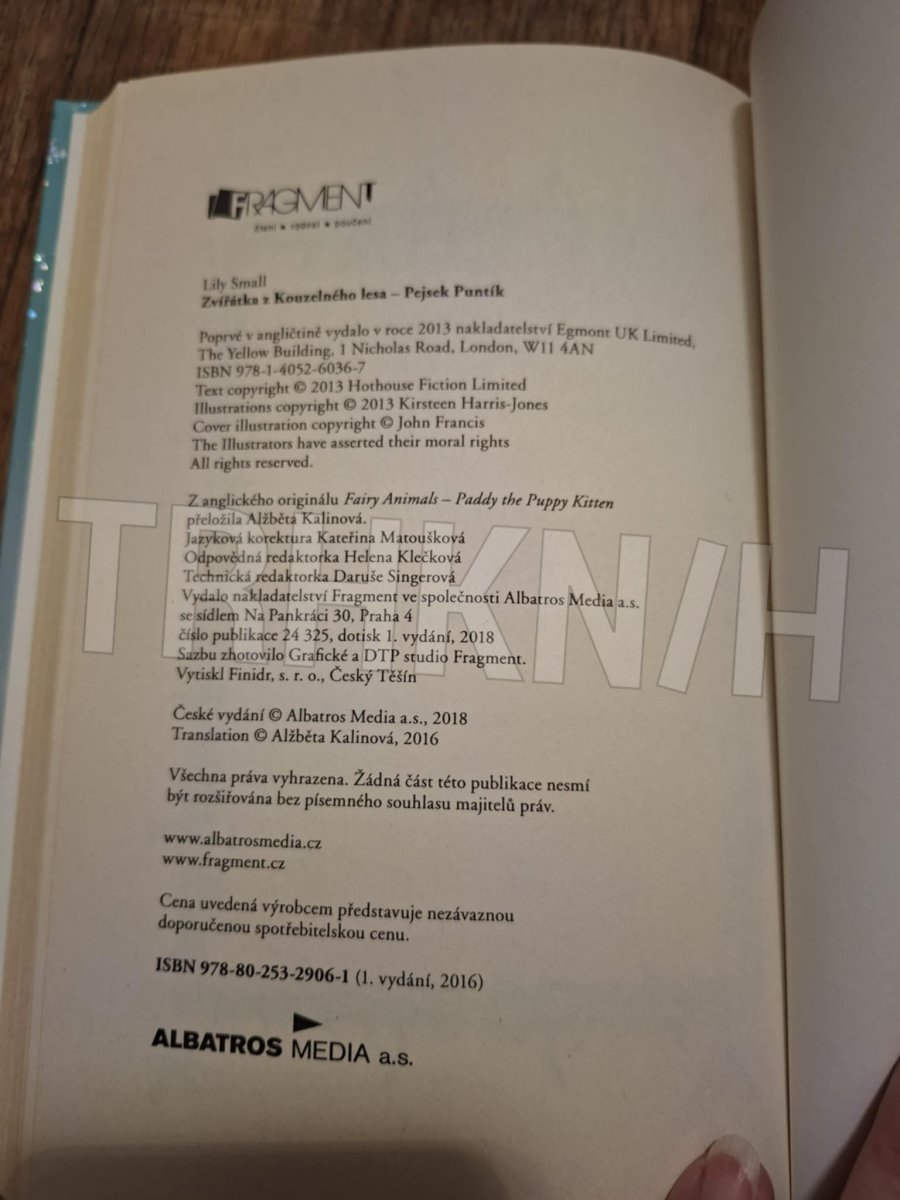 FRAGMENT
čtení ★ radost ★ poučení
Lily Small
Zvířátka z Kouzelného lesa – Pejsek Puntík
Poprvé v angličtině vydalo v roce 2013 nakladatelství Egmont UK Limited,
The Yellow Building, 1 Nicholas Road, London, W11 4AN
ISBN 978-1-4052-6036-7
Text copyright © 2013 Hothouse Fiction Limited
Illustrations copyright © 2013 Kirsteen Harris-Jones
Cover illustration copyright © John Francis
The Illustrators have asserted their moral rights
All rights reserved.
Z anglického originálu Fairy Animals – Paddy the Puppy Kitten
přeložila Alžběta Kalinová.
Jazyková korektura Kateřina Matoušková
Odpovědná redaktorka Helena Klečková
Technická redaktorka Daruše Singerová
Vydalo nakladatelství Fragment ve společnosti Albatros Media a.s.
se sídlem Na Pankráci 30, Praha 4
číslo publikace 24 325, dotisk 1. vydání, 2018
Sazbu zhotovilo Grafické a DTP studio Fragment.
Vytiskl Finidr, s. r. o., Český Těšín
České vydání © Albatros Media a.s., 2018
Translation © Alžběta Kalinová, 2016
Všechna práva vyhrazena. Žádná část této publikace nesmí
být rozšiřována bez písemného souhlasu majitelů práv.
www.albatrosmedia.cz
www.fragment.cz
Cena uvedená výrobcem představuje nezávaznou
doporučenou spotřebitelskou cenu.
ISBN 978-80-253-2906-1 (1. vydání, 2016)
ALBATROS MEDIA a.s.